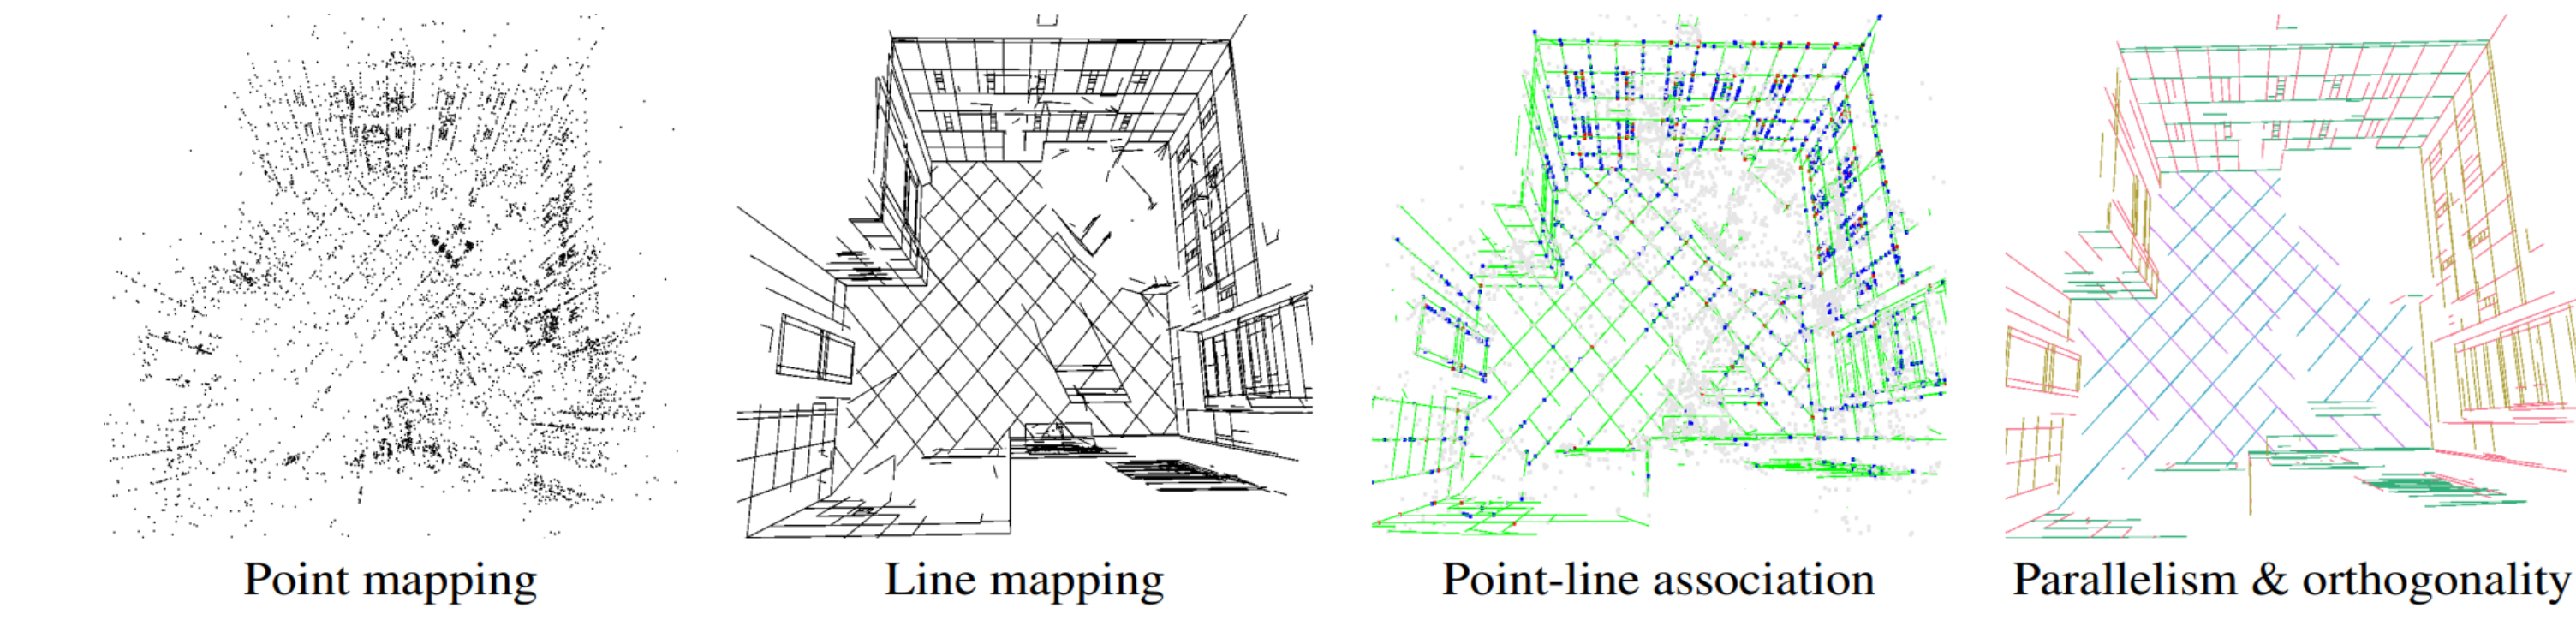 Point mapping
Line mapping
Point-line association
Parallelism & orthogonality